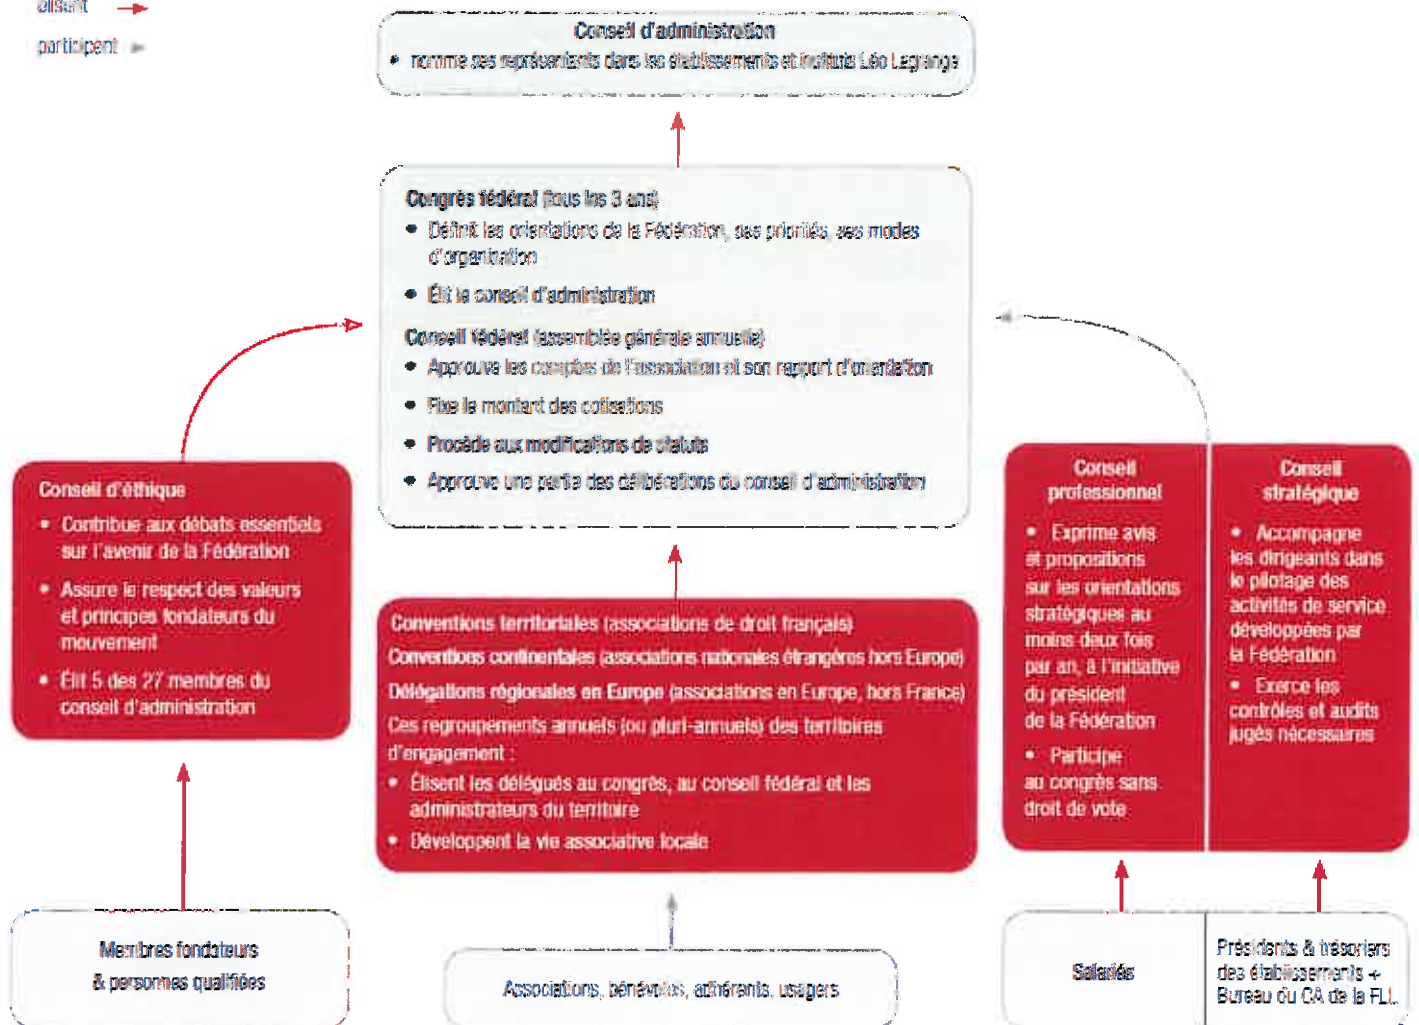 élisent
participent
Conseil d'administration
• nomme ses représentants dans les établissements et instituts Léo Lagrange
Congrès fédéral (tous les 3 ans)
• Définit les orientations de la Fédération, ses priorités, ses modes
d'organisation
• Élit le conseil d'administration
Conseil fédéral (assemblée générale annuelle)
• Approuve les comptes de l'association et son rapport d'orientation
• Fixe le montant des cotisations
• Procède aux modifications de statuts
• Approuve une partie des délibérations du conseil d'administration
Conseil d'éthique
• Contribue aux débats essentiels
sur l'avenir de la Fédération
• Assure le respect des valeurs
et principes fondateurs du
mouvement
• Élit 5 des 27 membres du
conseil d'administration
Conventions territoriales (associations de droit français)
Conventions continentales (associations nationales étrangères hors Europe)
Délégations régionales en Europe (associations en Europe, hors France)
Ces regroupements annuels (ou pluri-annuels) des territoires
d'engagement :
• Élisent les délégués au congrès, au conseil fédéral et les
administrateurs du territoire
• Développent la vie associative locale
Conseil
professionnel
• Exprime avis
et propositions
sur les orientations
stratégiques au
moins deux fois
par an, à l'initiative
du président
de la Fédération
• Participe
au congrès sans
droit de vote
Conseil
stratégique
• Accompagne
les dirigeants dans
le pilotage des
activités de service
développées par
la Fédération
• Exerce les
contrôles et audits
jugés nécessaires
Membres fondateurs
& personnes qualifiées
Associations, bénévoles, adhérents, usagers
Salariés
Présidents & trésoriers
des établissements +
Bureau du CA de la FLL